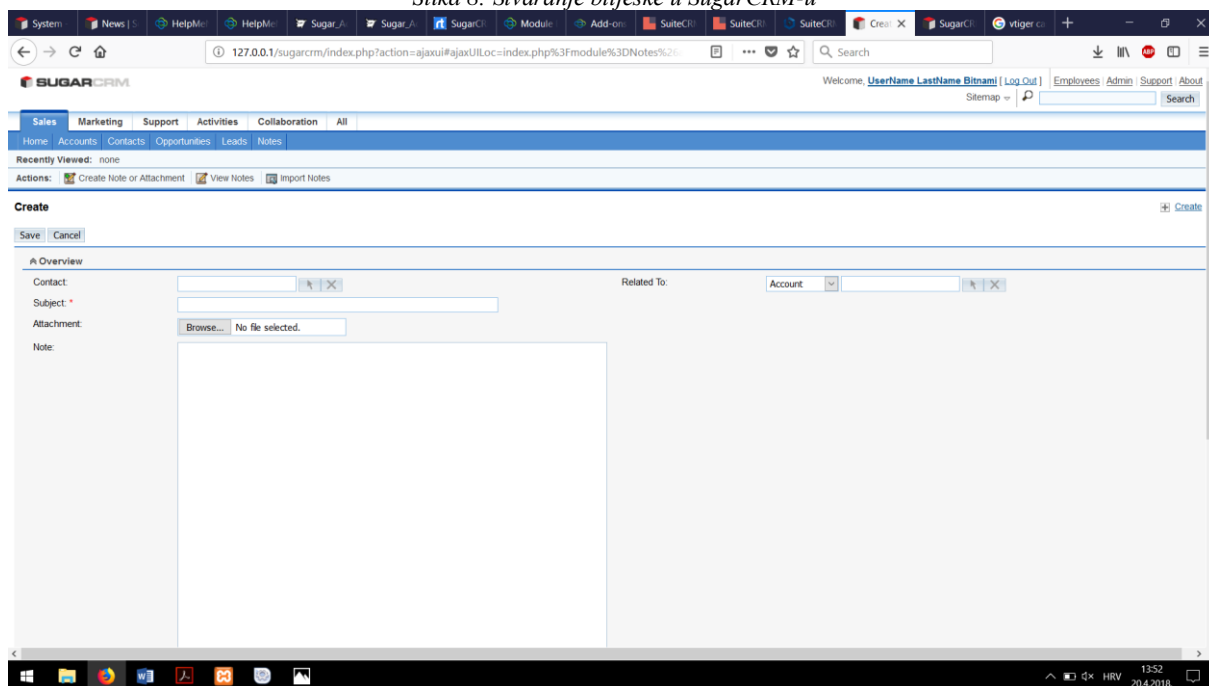 Slika 8. Stvaranje bilješke u SugarCRM-u
System News | S HelpMe HelpMe Sugar_A Sugar_A SugarCR Module Add-ons SuiteCR SuiteCR SuiteCR Creat SugarCR vtiger ca
127.0.0.1/sugarcrm/index.php?action=ajaxui#ajaxUILoc=index.php%3Fmodule%3DNotes%26 Search
SUGARCRM Welcome, UserName LastName Bitnami [ Log Out ] Employees | Admin | Support | About
Sitemap Search
Sales Marketing Support Activities Collaboration All
Home Accounts Contacts Opportunities Leads Notes
Recently Viewed: none
Actions: Create Note or Attachment View Notes Import Notes
Create Create
Save Cancel
Overview
Contact: Related To: Account
Subject: *
Attachment: Browse... No file selected.
Note:
HRV 13:52
20.4.2018.